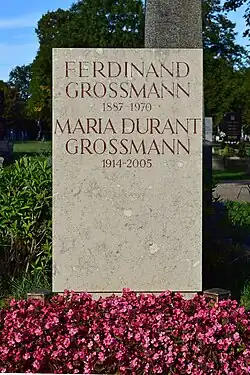 FERDINAND
GROSSMANN
1887-1970
MARIA DURANT
GROSSMANN
1914-2005